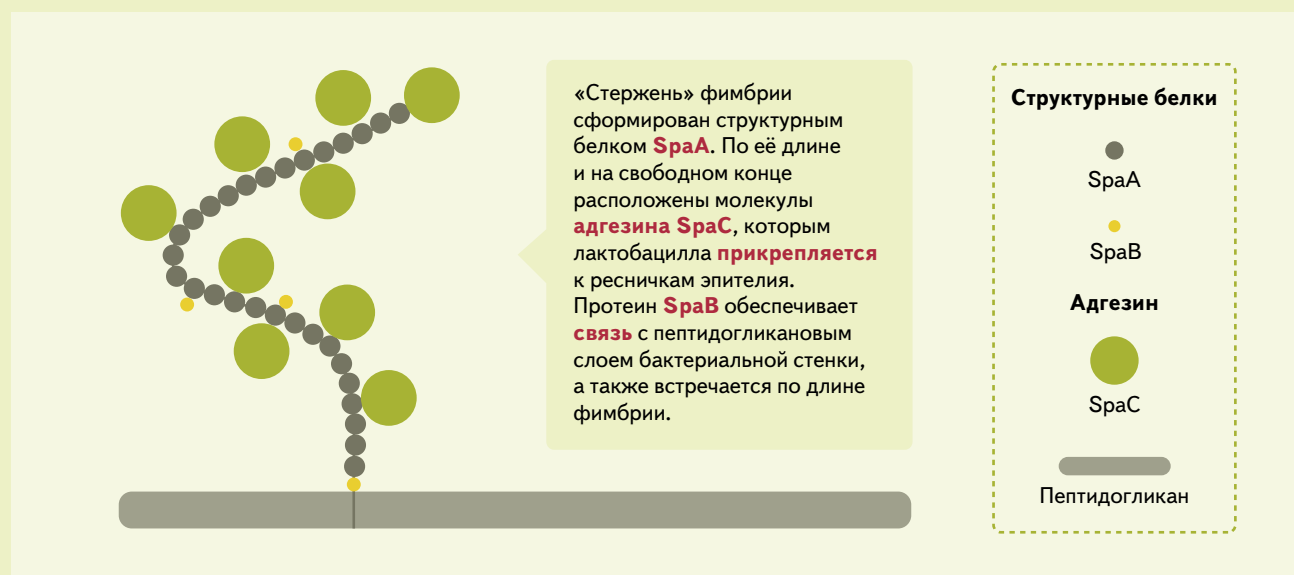 «Стержень» фимбрии
сформирован структурным
белком SpaA. По её длине
и на свободном конце
расположены молекулы
адгезина SpaC, которым
лактобацилла прикрепляется
к ресничкам эпителия.
Протеин SpaB обеспечивает
связь с пептидогликановым
слоем бактериальной стенки,
а также встречается по длине
фимбрии.
Структурные белки
SpaA
SpaB
Адгезин
SpaC
Пептидогликан